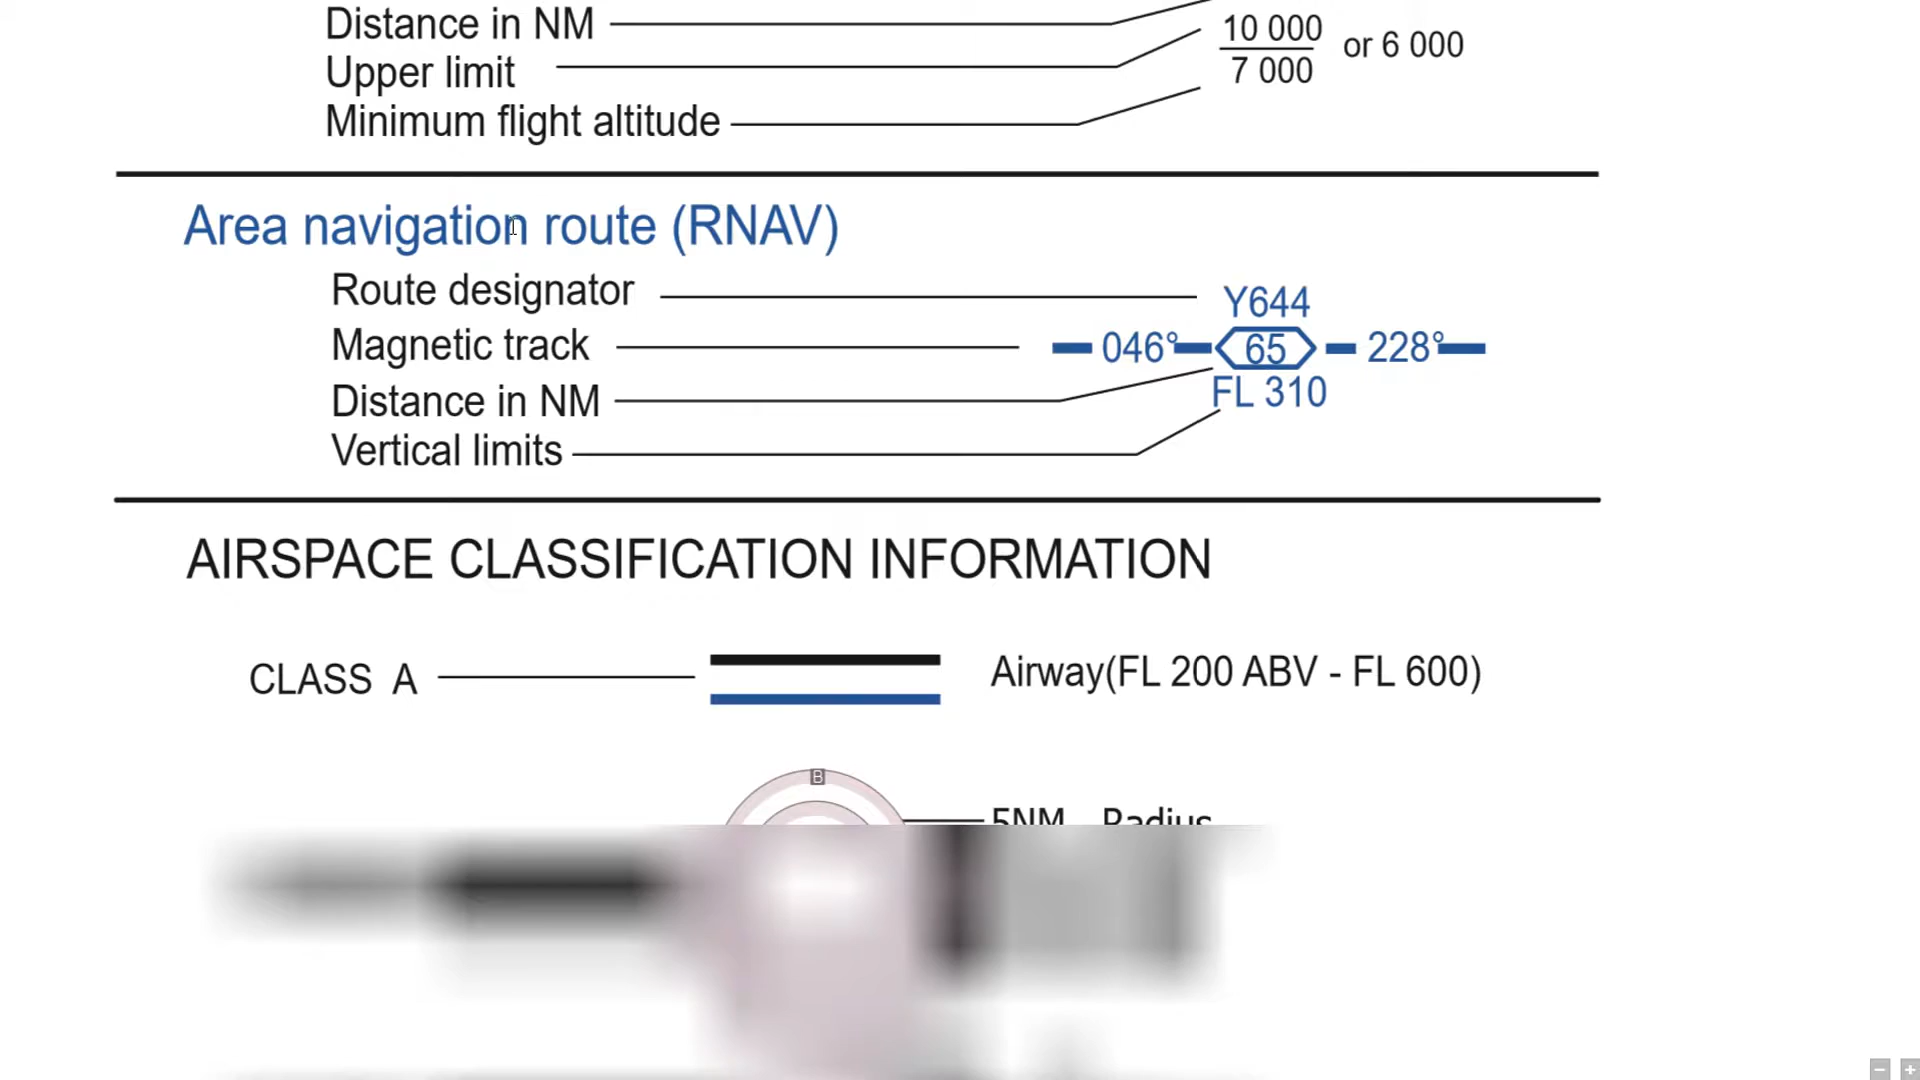 Distance in NM
Upper limit
10 000
7 000
or 6 000
Minimum flight altitude
Area navigation route (RNAV)
Route designator
Y644
Magnetic track
046° 65 228°
Distance in NM
FL 310
Vertical limits
AIRSPACE CLASSIFICATION INFORMATION
CLASS A
Airway(FL 200 ABV - FL 600)
B
5NM Radius